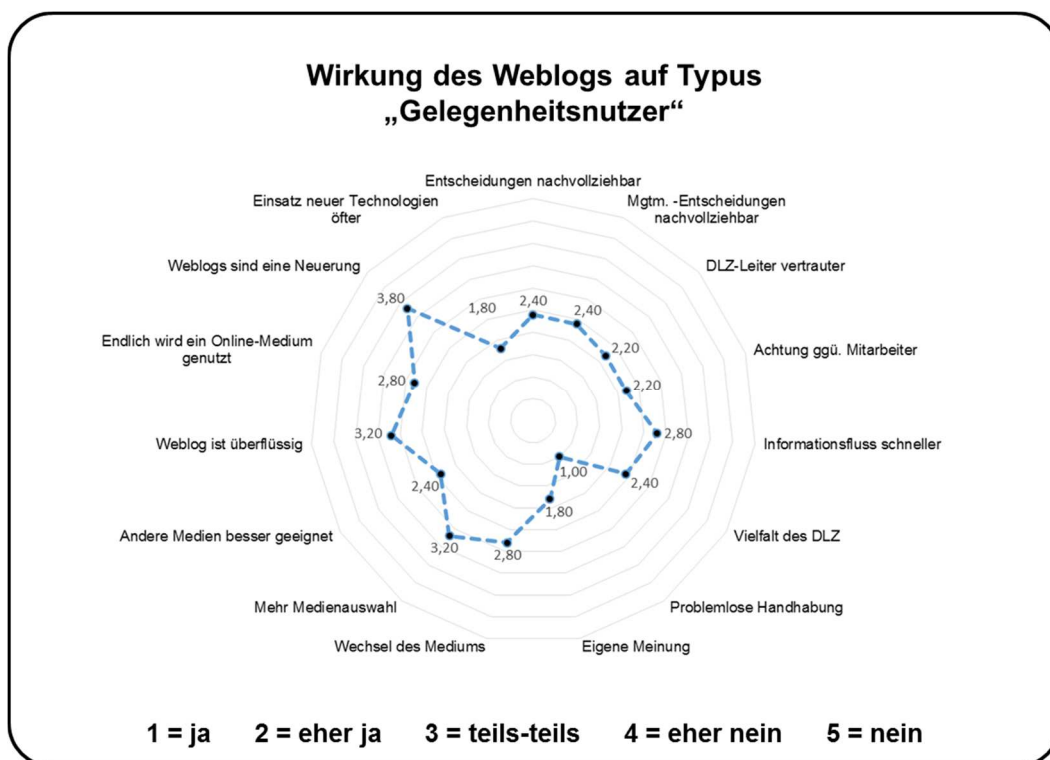 Wirkung des Weblogs auf Typus
„Gelegenheitsnutzer“
Entscheidungen nachvollziehbar
Einsatz neuer Technologien
öfter
Mgtm. -Entscheidungen
nachvollziehbar
Weblogs sind eine Neuerung
DLZ-Leiter vertrauter
3,80
1,80
2,40
2,40
Endlich wird ein Online-Medium
genutzt
2,20
Achtung ggü. Mitarbeiter
2,80
2,20
Weblog ist überflüssig
3,20
2,80
Informationsfluss schneller
2,40
1,00
2,40
1,80
Andere Medien besser geeignet
3,20
2,80
Vielfalt des DLZ
Mehr Medienauswahl
Problemlose Handhabung
Wechsel des Mediums
Eigene Meinung
1 = ja 2 = eher ja 3 = teils-teils 4 = eher nein 5 = nein